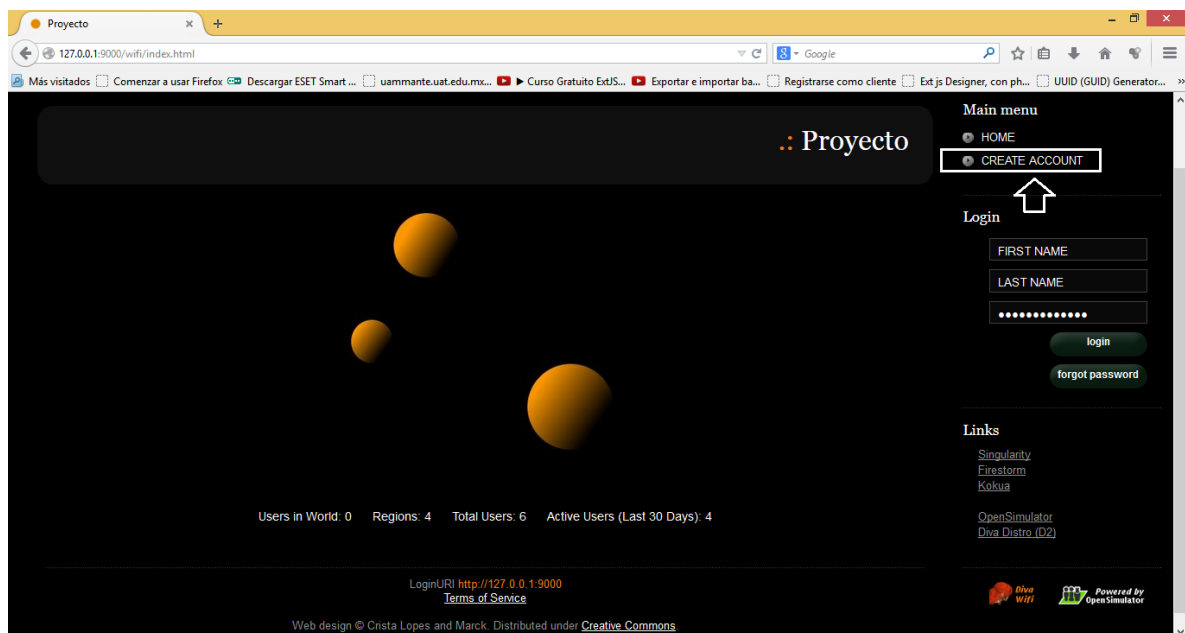 Proyecto
127.0.0.1:9000/wifi/index.html
Google
Más visitados Comenzar a usar Firefox Descargar ESET Smart ... uammante.uat.edu.mx... ► Curso Gratuito ExtJS... Exportar e importar ba... Registrarse como cliente Ext js Designer, con ph... UUID (GUID) Generator... »
.: Proyecto
Main menu
HOME
CREATE ACCOUNT
Login
FIRST NAME
LAST NAME
•••••••••••••
login
forgot password
Links
Singularity
Firestorm
Kokua
OpenSimulator
Diva Distro (D2)
Users in World: 0 Regions: 4 Total Users: 6 Active Users (Last 30 Days): 4
LoginURI http://127.0.0.1:9000
Terms of Service
Web design © Crista Lopes and Marck. Distributed under Creative Commons.
Diva
Wifi
Powered by
OpenSimulator